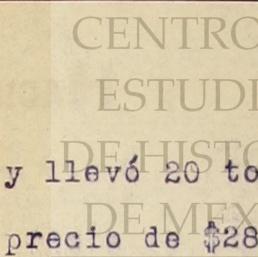 CENTRO
ESTUDI
DE HISTO
DE MEX
y llevó 20 to
precio de $28